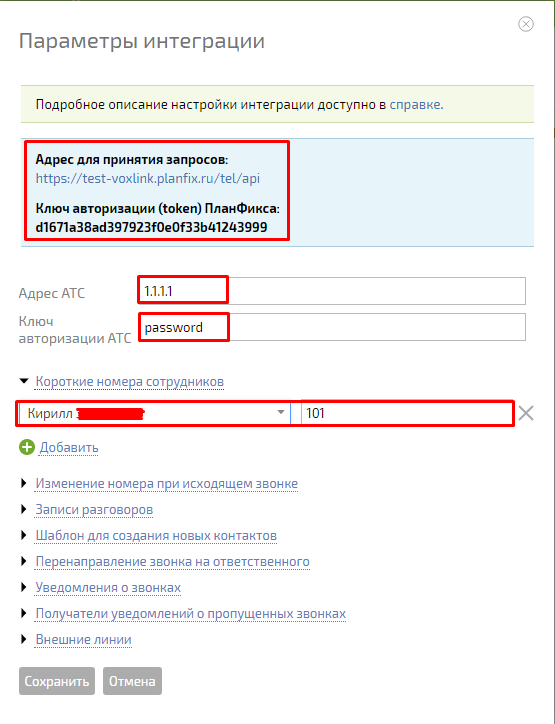 Параметры интеграции
Подробное описание настройки интеграции доступно в справке.
Адрес для принятия запросов:
https://test-voxlink.planfix.ru/tel/api
Ключ авторизации (token) ПланФикса:
d1671a38ad397923f0e0f33b41243999
Адрес АТС 1.1.1.1
Ключ
авторизации АТС password
Короткие номера сотрудников
Кирилл 101
Добавить
Изменение номера при исходящем звонке
Записи разговоров
Шаблон для создания новых контактов
Перенаправление звонка на ответственного
Уведомления о звонках
Получатели уведомлений о пропущенных звонках
Внешние линии
Сохранить Отмена